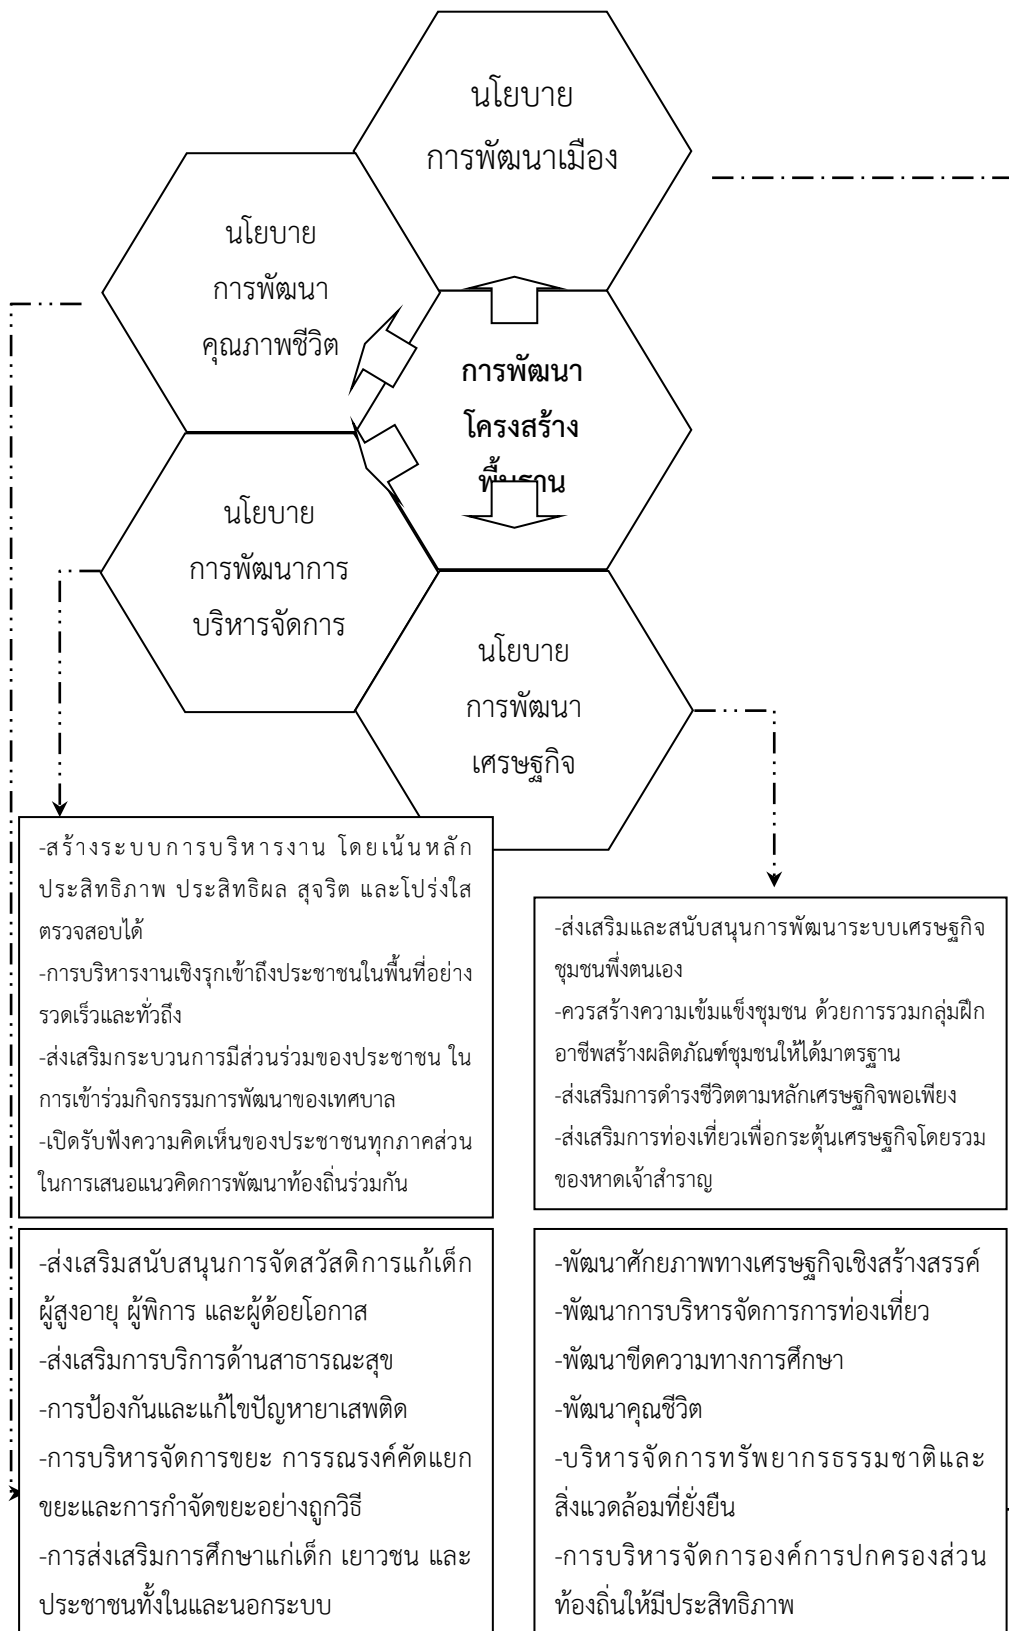 นโยบาย
การพัฒนาเมือง
นโยบาย
การพัฒนา
คุณภาพชีวิต
การพัฒนา
โครงสร้าง
พื้นฐาน
นโยบาย
การพัฒนาการ
บริหารจัดการ
นโยบาย
การพัฒนา
เศรษฐกิจ
-สร้างระบบการบริหารงาน โดยเน้นหลัก
ประสิทธิภาพ ประสิทธิผล สุจริต และโปร่งใส
ตรวจสอบได้
-การบริหารงานเชิงรุกเข้าถึงประชาชนในพื้นที่อย่าง
รวดเร็วและทั่วถึง
-ส่งเสริมกระบวนการมีส่วนร่วมของประชาชน ใน
การเข้าร่วมกิจกรรมการพัฒนาของเทศบาล
-เปิดรับฟังความคิดเห็นของประชาชนทุกภาคส่วน
ในการเสนอแนวคิดการพัฒนาท้องถิ่นร่วมกัน
-ส่งเสริมและสนับสนุนการพัฒนาระบบเศรษฐกิจ
ชุมชนพึ่งตนเอง
-ควรสร้างความเข้มแข็งชุมชน ด้วยการรวมกลุ่มฝึก
อาชีพสร้างผลิตภัณฑ์ชุมชนให้ได้มาตรฐาน
-ส่งเสริมการดำรงชีวิตตามหลักเศรษฐกิจพอเพียง
-ส่งเสริมการท่องเที่ยวเพื่อกระตุ้นเศรษฐกิจโดยรวม
ของหาดเจ้าสำราญ
-ส่งเสริมสนับสนุนการจัดสวัสดิการแก้เด็ก
ผู้สูงอายุ ผู้พิการ และผู้ด้อยโอกาส
-ส่งเสริมการบริการด้านสาธารณะสุข
-การป้องกันและแก้ไขปัญหายาเสพติด
-การบริหารจัดการขยะ การรณรงค์คัดแยก
ขยะและการกำจัดขยะอย่างถูกวิธี
-การส่งเสริมการศึกษาแก่เด็ก เยาวชน และ
ประชาชนทั้งในและนอกระบบ
-พัฒนาศักยภาพทางเศรษฐกิจเชิงสร้างสรรค์
-พัฒนาการบริหารจัดการการท่องเที่ยว
-พัฒนาขีดความทางการศึกษา
-พัฒนาคุณชีวิต
-บริหารจัดการทรัพยากรธรรมชาติและ
สิ่งแวดล้อมที่ยั่งยืน
-การบริหารจัดการองค์การปกครองส่วน
ท้องถิ่นให้มีประสิทธิภาพ